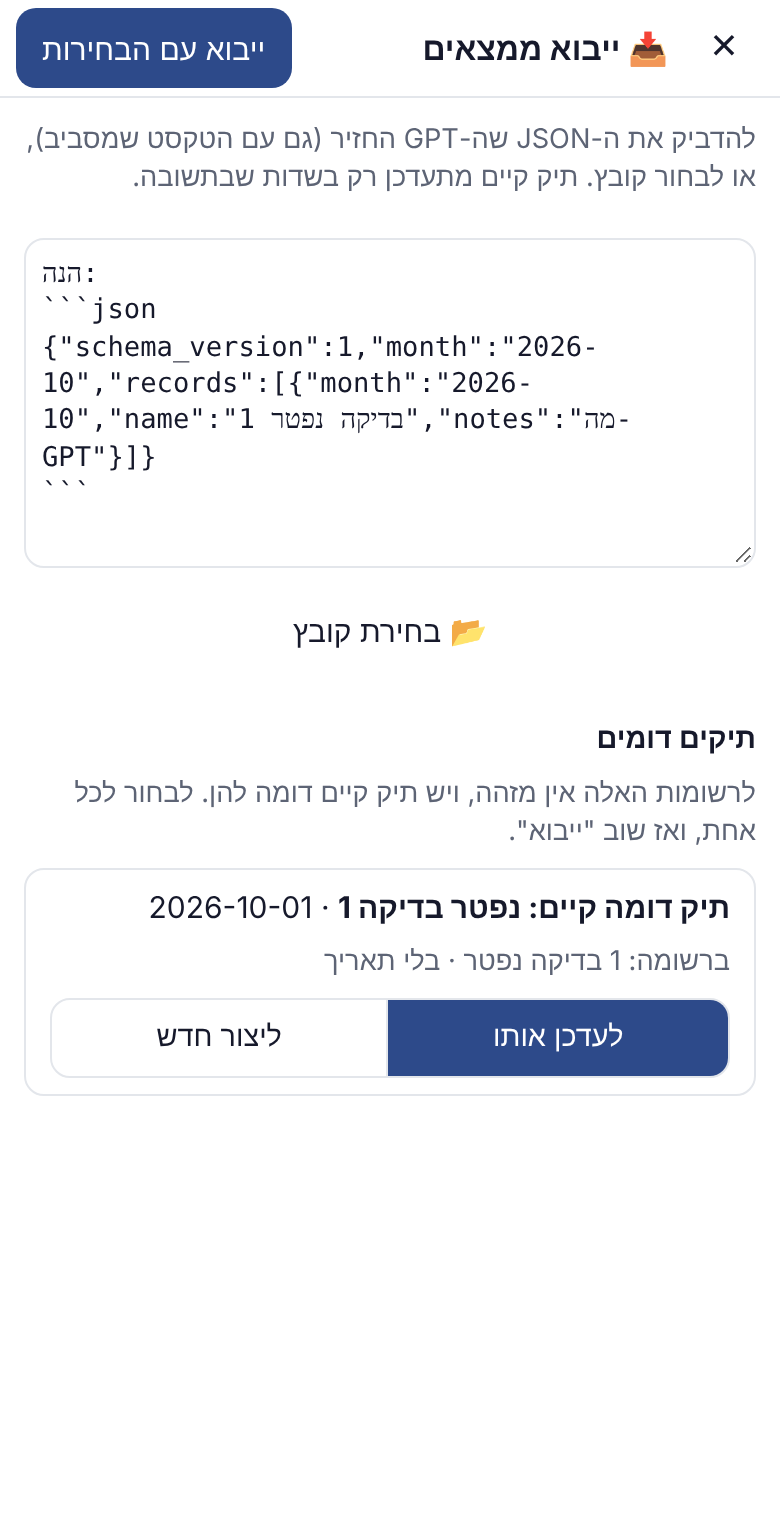 ✕
📥 ייבוא ממצאים
ייבוא עם הבחירות
להדביק את ה-JSON שה-GPT החזיר (גם עם הטקסט שמסביב),
או לבחור קובץ. תיק קיים מתעדכן רק בשדות שבתשובה.
הנה:
```json
{"schema_version":1,"month":"2026-
10","records":[{"month":"2026-
10","name":"בדיקה נפטר 1","notes":"מה-
GPT"}]}
```
📂 בחירת קובץ
תיקים דומים
לרשומות האלה אין מזהה, ויש תיק קיים דומה להן. לבחור לכל
אחת, ואז שוב "ייבוא".
תיק דומה קיים: נפטר בדיקה 1 · 2026-10-01
ברשומה: 1 בדיקה נפטר · בלי תאריך
לעדכן אותו
ליצור חדש